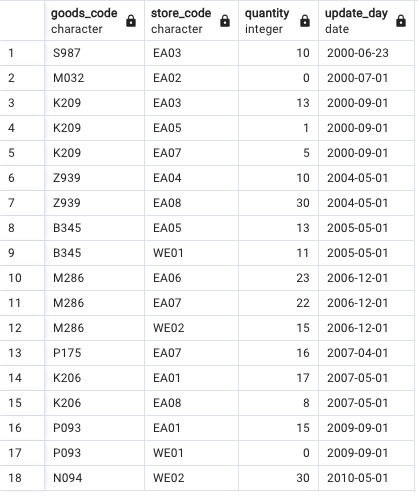 goods_code store_code quantity update_day
character character integer date
1 S987 EA03 10 2000-06-23
2 M032 EA02 0 2000-07-01
3 K209 EA03 13 2000-09-01
4 K209 EA05 1 2000-09-01
5 K209 EA07 5 2000-09-01
6 Z939 EA04 10 2004-05-01
7 Z939 EA08 30 2004-05-01
8 B345 EA05 13 2005-05-01
9 B345 WE01 11 2005-05-01
10 M286 EA06 23 2006-12-01
11 M286 EA07 22 2006-12-01
12 M286 WE02 15 2006-12-01
13 P175 EA07 16 2007-04-01
14 K206 EA01 17 2007-05-01
15 K206 EA08 8 2007-05-01
16 P093 EA01 15 2009-09-01
17 P093 WE01 0 2009-09-01
18 N094 WE02 30 2010-05-01